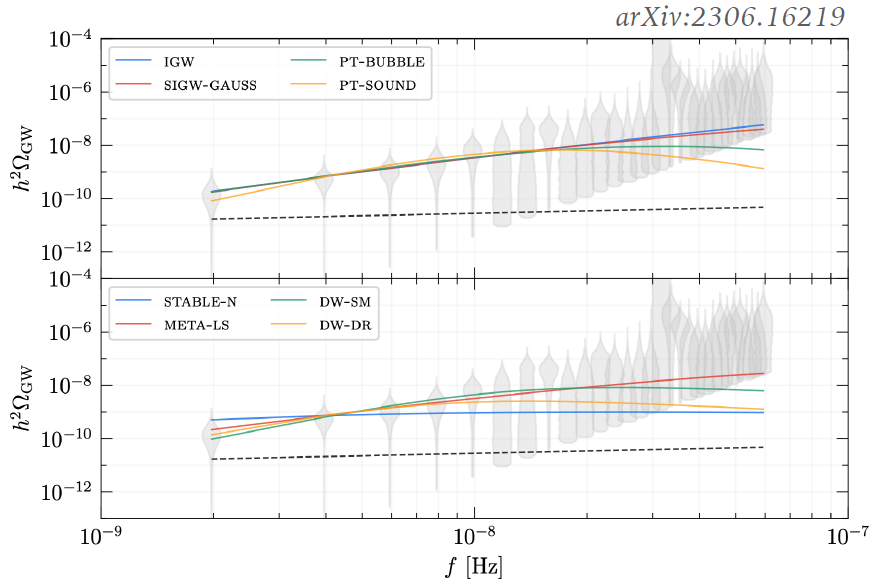 arXiv:2306.16219
10⁻⁴
IGW
PT-BUBBLE
SIGW-GAUSS
PT-SOUND
10⁻⁶
10⁻⁸
h²Ω_GW
10⁻¹⁰
10⁻¹²
10⁻⁴
STABLE-N
DW-SM
META-LS
DW-DR
10⁻⁶
10⁻⁸
h²Ω_GW
10⁻¹⁰
10⁻¹²
10⁻⁹
10⁻⁸
10⁻⁷
f [Hz]